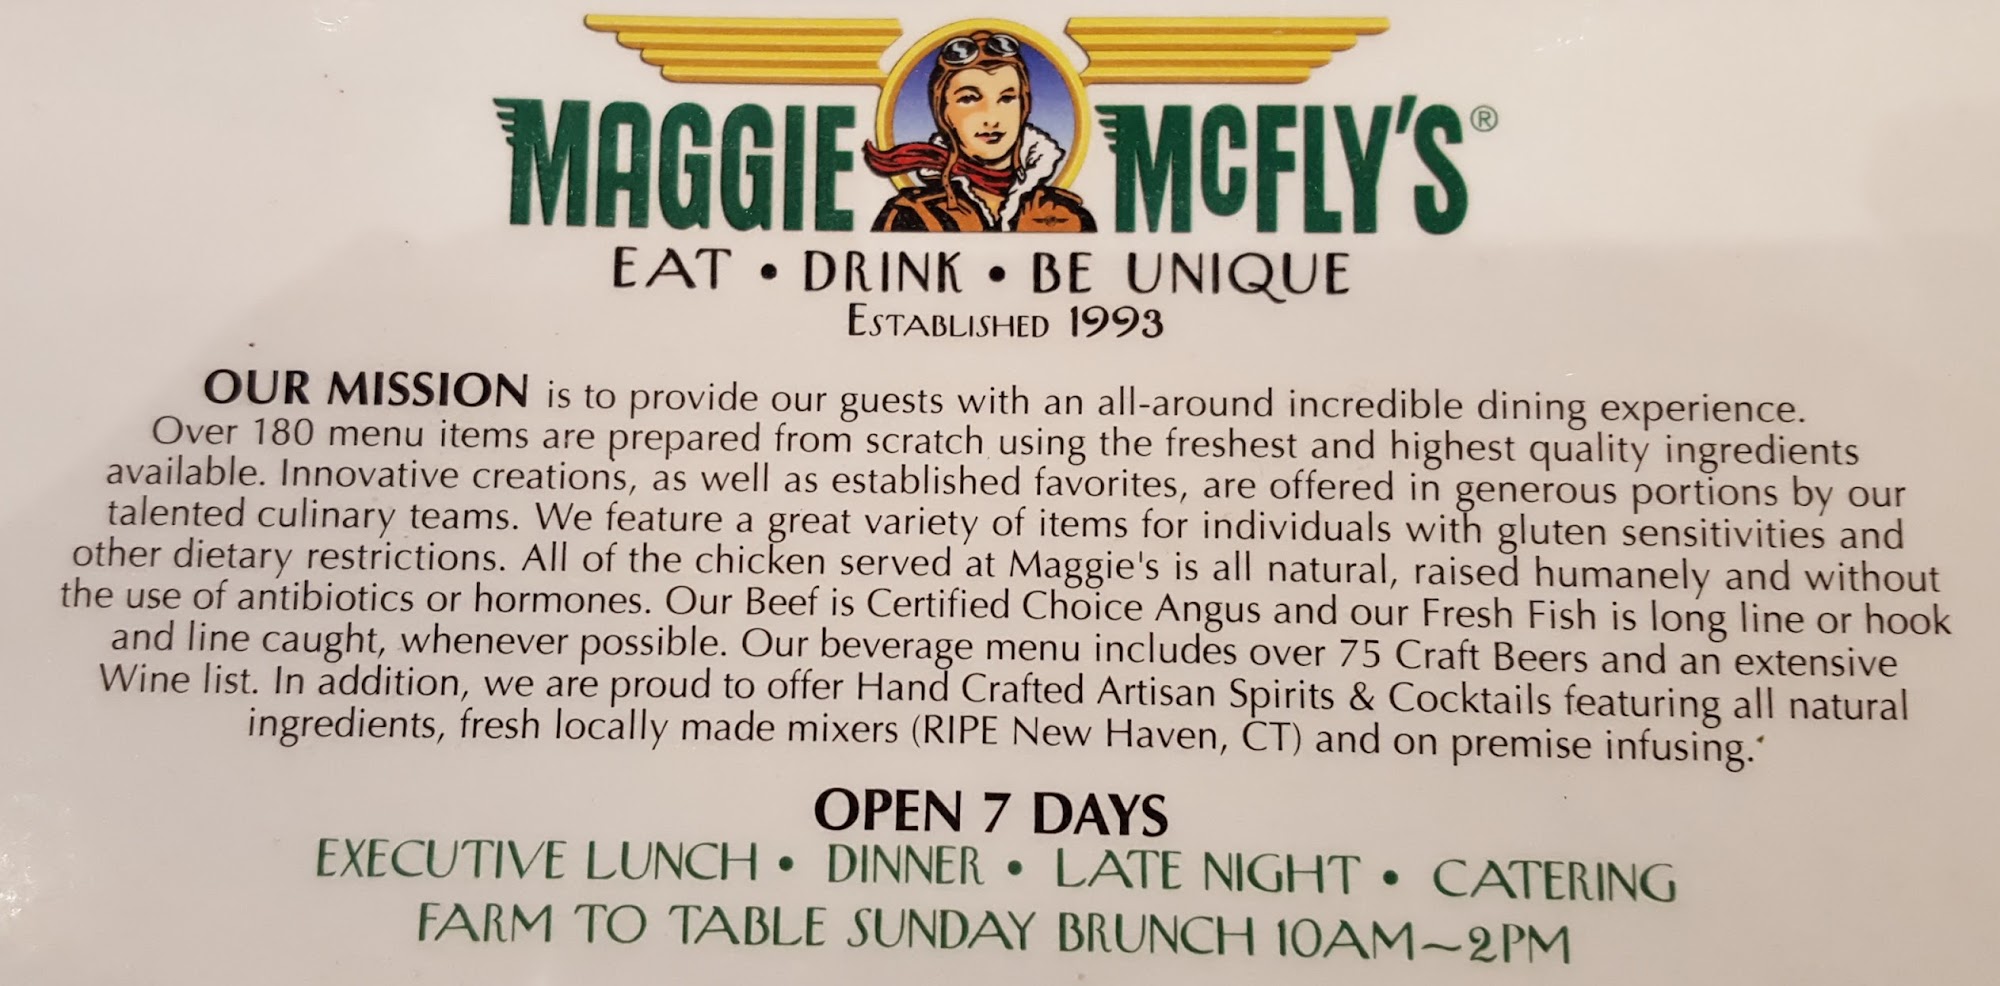 MAGGIE MCFLY'S®
EAT • DRINK • BE UNIQUE
ESTABLISHED 1993
OUR MISSION is to provide our guests with an all-around incredible dining experience.
Over 180 menu items are prepared from scratch using the freshest and highest quality ingredients
available. Innovative creations, as well as established favorites, are offered in generous portions by our
talented culinary teams. We feature a great variety of items for individuals with gluten sensitivities and
other dietary restrictions. All of the chicken served at Maggie's is all natural, raised humanely and without
the use of antibiotics or hormones. Our Beef is Certified Choice Angus and our Fresh Fish is long line or hook
and line caught, whenever possible. Our beverage menu includes over 75 Craft Beers and an extensive
Wine list. In addition, we are proud to offer Hand Crafted Artisan Spirits & Cocktails featuring all natural
ingredients, fresh locally made mixers (RIPE New Haven, CT) and on premise infusing.
OPEN 7 DAYS
EXECUTIVE LUNCH • DINNER • LATE NIGHT • CATERING
FARM TO TABLE SUNDAY BRUNCH 10AM~2PM